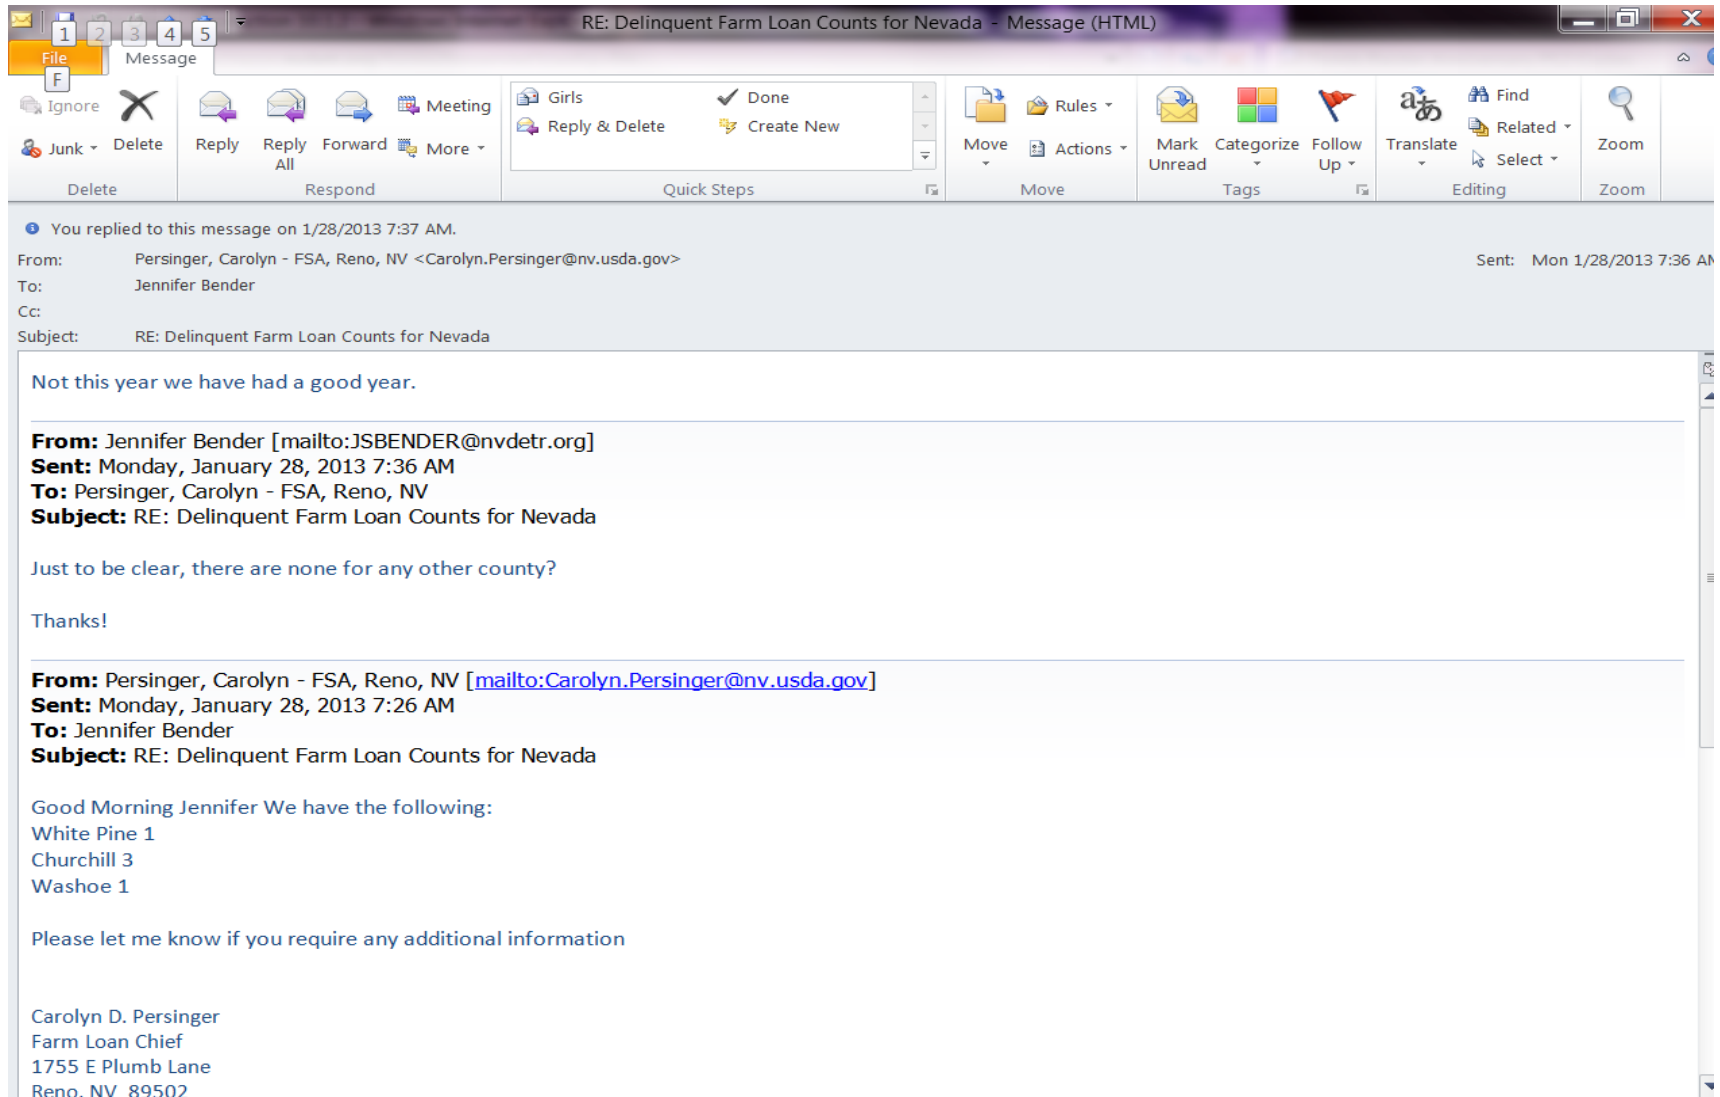 RE: Delinquent Farm Loan Counts for Nevada - Message (HTML)
1 2 3 4 5
File Message
F
Ignore
Junk
Delete
Reply
Reply All
Forward
Meeting
More
Girls
Reply & Delete
Done
Create New
Move
Rules
Actions
Mark Unread
Categorize
Follow Up
Translate
Find
Related
Select
Zoom
Delete Respond Quick Steps Move Tags Editing Zoom
You replied to this message on 1/28/2013 7:37 AM.
From: Persinger, Carolyn - FSA, Reno, NV <Carolyn.Persinger@nv.usda.gov> Sent: Mon 1/28/2013 7:36 AM
To: Jennifer Bender
Cc:
Subject: RE: Delinquent Farm Loan Counts for Nevada
Not this year we have had a good year.
From: Jennifer Bender [mailto:JSBENDER@nvdetr.org]
Sent: Monday, January 28, 2013 7:36 AM
To: Persinger, Carolyn - FSA, Reno, NV
Subject: RE: Delinquent Farm Loan Counts for Nevada
Just to be clear, there are none for any other county?
Thanks!
From: Persinger, Carolyn - FSA, Reno, NV [mailto:Carolyn.Persinger@nv.usda.gov]
Sent: Monday, January 28, 2013 7:26 AM
To: Jennifer Bender
Subject: RE: Delinquent Farm Loan Counts for Nevada
Good Morning Jennifer We have the following:
White Pine 1
Churchill 3
Washoe 1
Please let me know if you require any additional information
Carolyn D. Persinger
Farm Loan Chief
1755 E Plumb Lane
Reno, NV 89502